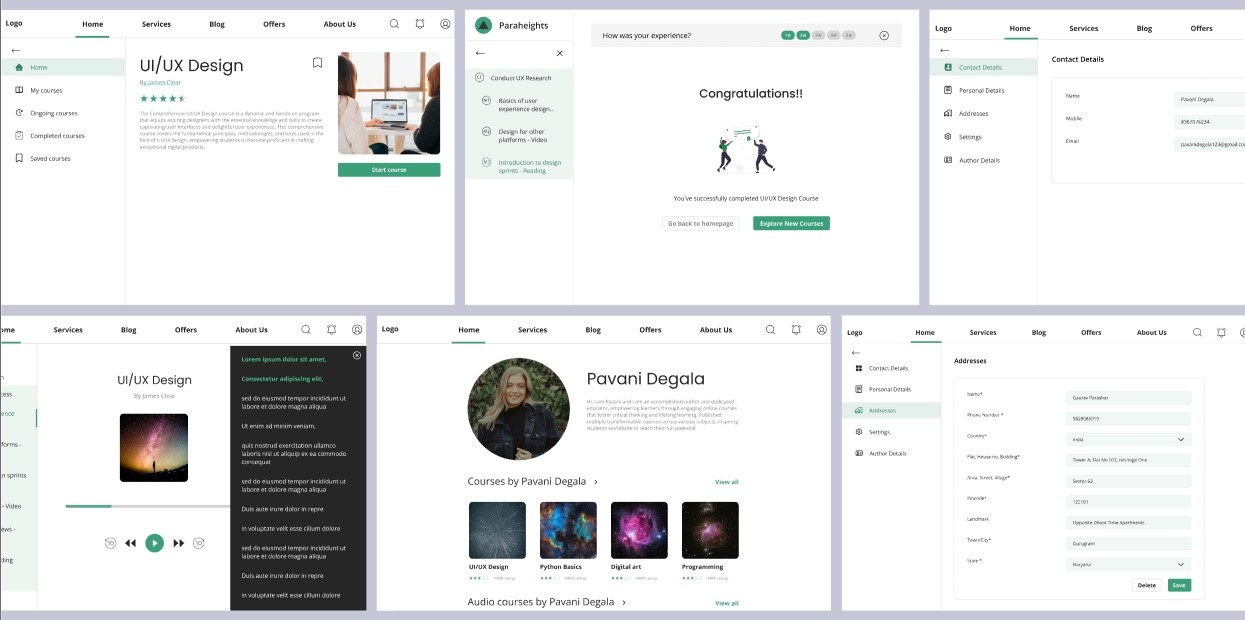 Logo
Home
Services
Blog
Offers
About Us
Home
My courses
Ongoing courses
Completed courses
Saved courses
UI/UX Design
By James Clear
The Comprehensive UI/UX Design course is a dynamic and hands-on program
that equips aspiring designers with the essential knowledge and skills to create
captivating user interfaces and delightful user experiences. This comprehensive
course covers the fundamental principles, methodologies, and tools used in the
field of UI/UX design, empowering students to become proficient in crafting
exceptional digital products.
Start course
Paraheights
Conduct UX Research
Basics of user
experience design..
Design for other
platforms - Video
Introduction to design
sprints - Reading
How was your experience?
Congratulations!!
You've successfully completed UI/UX Design Course
Go back to homepage
Explore New Courses
Logo
Home
Services
Blog
Offers
Contact Details
Personal Details
Addresses
Settings
Author Details
Contact Details
Name
Pavani Degala
Mobile
Email
pavanidegala123@gmail.co
ome
Services
Blog
Offers
About Us
n
cess
ence
forms -
n sprints
- Video
ews -
ding
UI/UX Design
By James Clear
10
10
Lorem ipsum dolor sit amet,
Consectetur adipiscing elit,
sed do eiusmod tempor incididunt ut
labore et dolore magna aliqua
Ut enim ad minim veniam,
quis nostrud exercitation ullamco
laboris nisi ut aliquip ex ea commodo
consequat
sed do eiusmod tempor incididunt ut
labore et dolore magna aliqua
Duis aute irure dolor in repre
in voluptate velit esse cillum dolore
sed do eiusmod tempor incididunt ut
labore et dolore magna aliqua
Duis aute irure dolor in repre
in voluptate velit esse cillum dolore
Logo
Home
Services
Blog
Offers
About Us
Pavani Degala
Hi, I am Pavani and I am an accomplished author and dedicated
educator, empowering learners through engaging online courses
that foster critical thinking and lifelong learning. Published
multiple transformative courses across various subjects, inspiring
students worldwide to reach their full potential.
Courses by Pavani Degala
View all
UI/UX Design
Python Basics
Digital art
Programming
Audio courses by Pavani Degala
View all
Logo
Home
Services
Blog
Offers
About Us
Contact Details
Personal Details
Addresses
Settings
Author Details
Addresses
Name*
Gaurav Parashar
Phone Number *
Country*
India
Flat, House no, Building*
Area, Street, Village*
Sector 62
Pincode*
122101
Landmark
Opposite Dhoot Time Apartments
Town/City*
Gurugram
State *
Haryana
Delete
Save